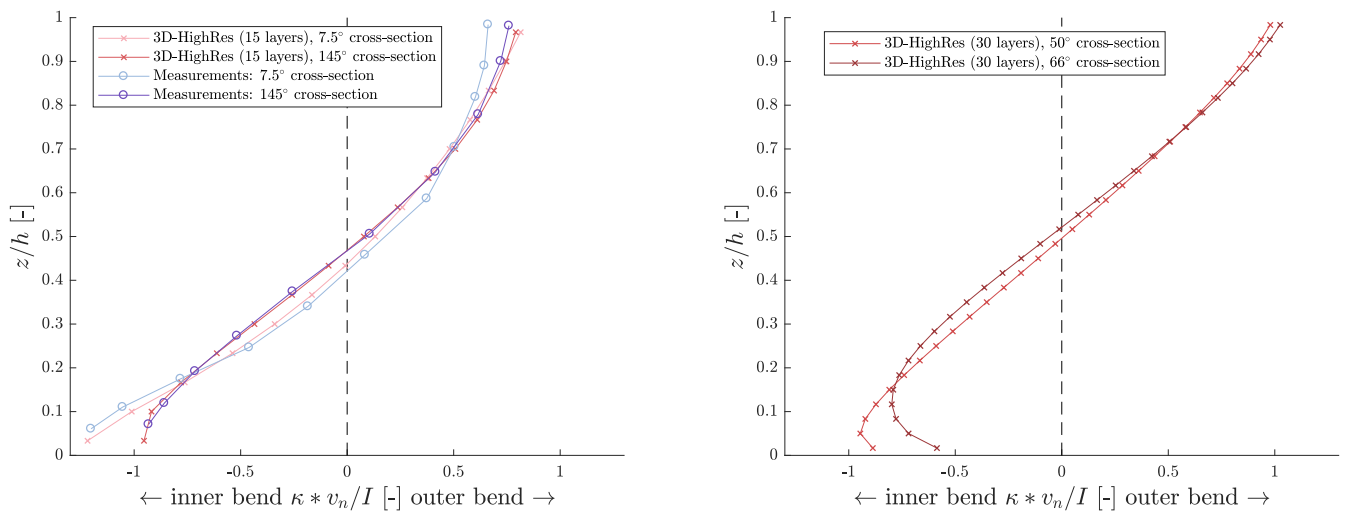 1
0.9
0.8
0.7
0.6
0.5
0.4
0.3
0.2
0.1
0
z/h [-]
3D-HighRes (15 layers), 7.5° cross-section
3D-HighRes (15 layers), 145° cross-section
Measurements: 7.5° cross-section
Measurements: 145° cross-section
-1 -0.5 0 0.5 1
← inner bend κ * v_n/I [-] outer bend →
1
0.9
0.8
0.7
0.6
0.5
0.4
0.3
0.2
0.1
0
z/h [-]
3D-HighRes (30 layers), 50° cross-section
3D-HighRes (30 layers), 66° cross-section
-1 -0.5 0 0.5 1
← inner bend κ * v_n/I [-] outer bend →